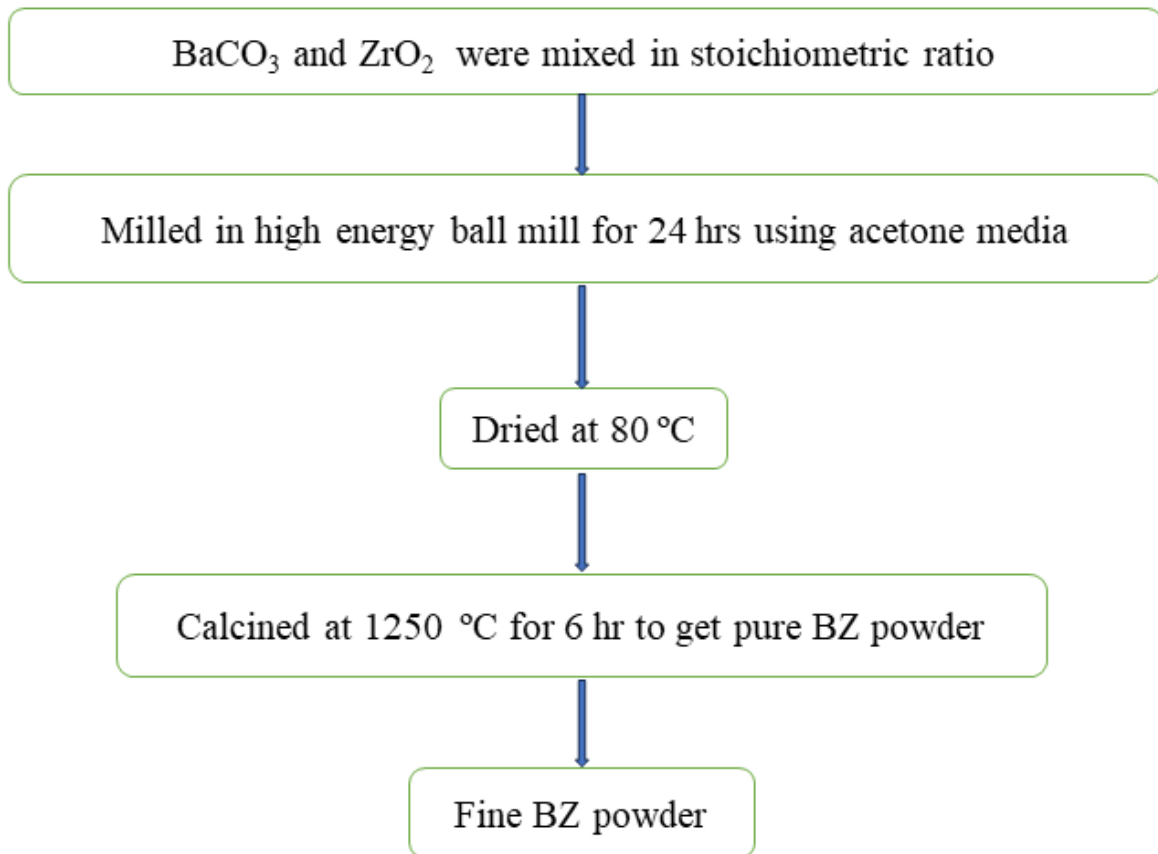 BaCO₃ and ZrO₂ were mixed in stoichiometric ratio
Milled in high energy ball mill for 24 hrs using acetone media
Dried at 80 ºC
Calcined at 1250 ºC for 6 hr to get pure BZ powder
Fine BZ powder